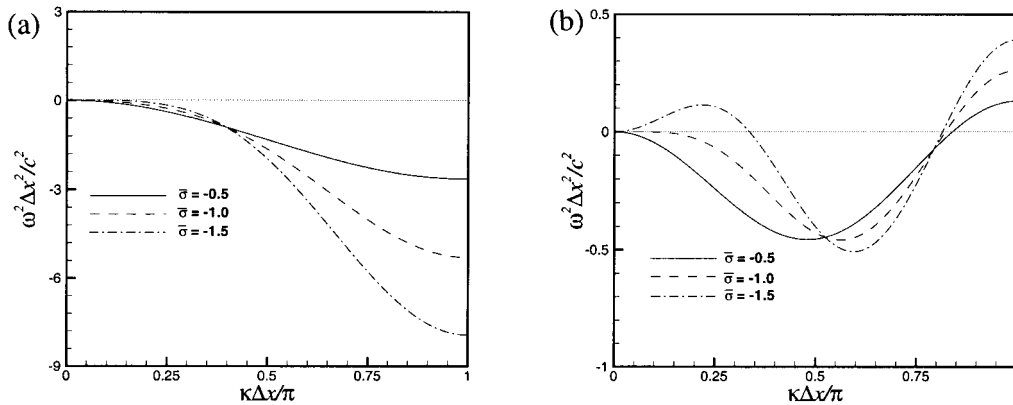 (a)
3
0
-3
-6
-9
ω²Δx²/c²
σ̄ = -0.5
σ̄ = -1.0
σ̄ = -1.5
0 0.25 0.5 0.75 1
κΔx/π
(b)
0.5
0
-0.5
-1
ω²Δx²/c²
σ̄ = -0.5
σ̄ = -1.0
σ̄ = -1.5
0 0.25 0.5 0.75
κΔx/π